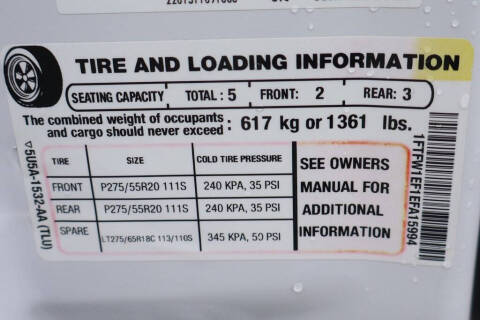 TIRE AND LOADING INFORMATION
SEATING CAPACITY TOTAL : 5 FRONT: 2 REAR: 3
The combined weight of occupants
and cargo should never exceed : 617 kg or 1361 lbs.
TIRE SIZE COLD TIRE PRESSURE
FRONT P275/55R20 111S 240 KPA, 35 PSI
REAR P275/55R20 111S 240 KPA, 35 PSI
SPARE LT275/65R18C 113/110S 345 KPA, 50 PSI
SEE OWNERS
MANUAL FOR
ADDITIONAL
INFORMATION
5U5A-1532-AA (TLU)
1FTFW1EF1EFA15994